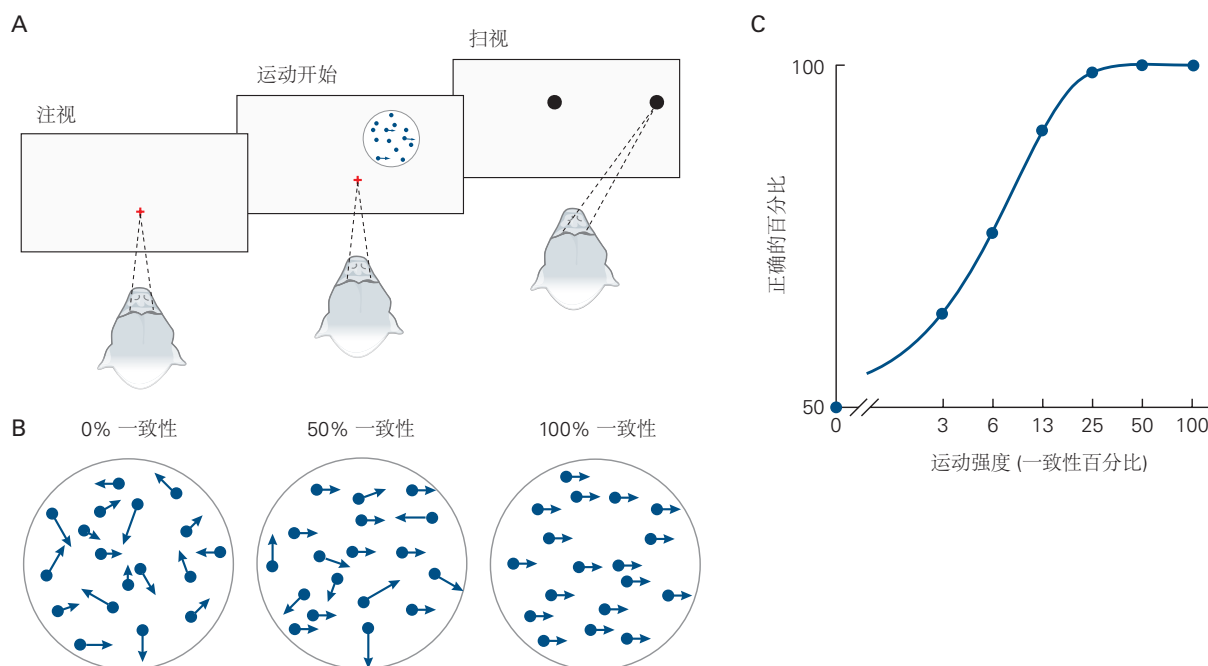 A
注视
运动开始
扫视
B
0% 一致性
50% 一致性
100% 一致性
C
100
正确的百分比
50
0
3
6
13
25
50
100
运动强度 (一致性百分比)